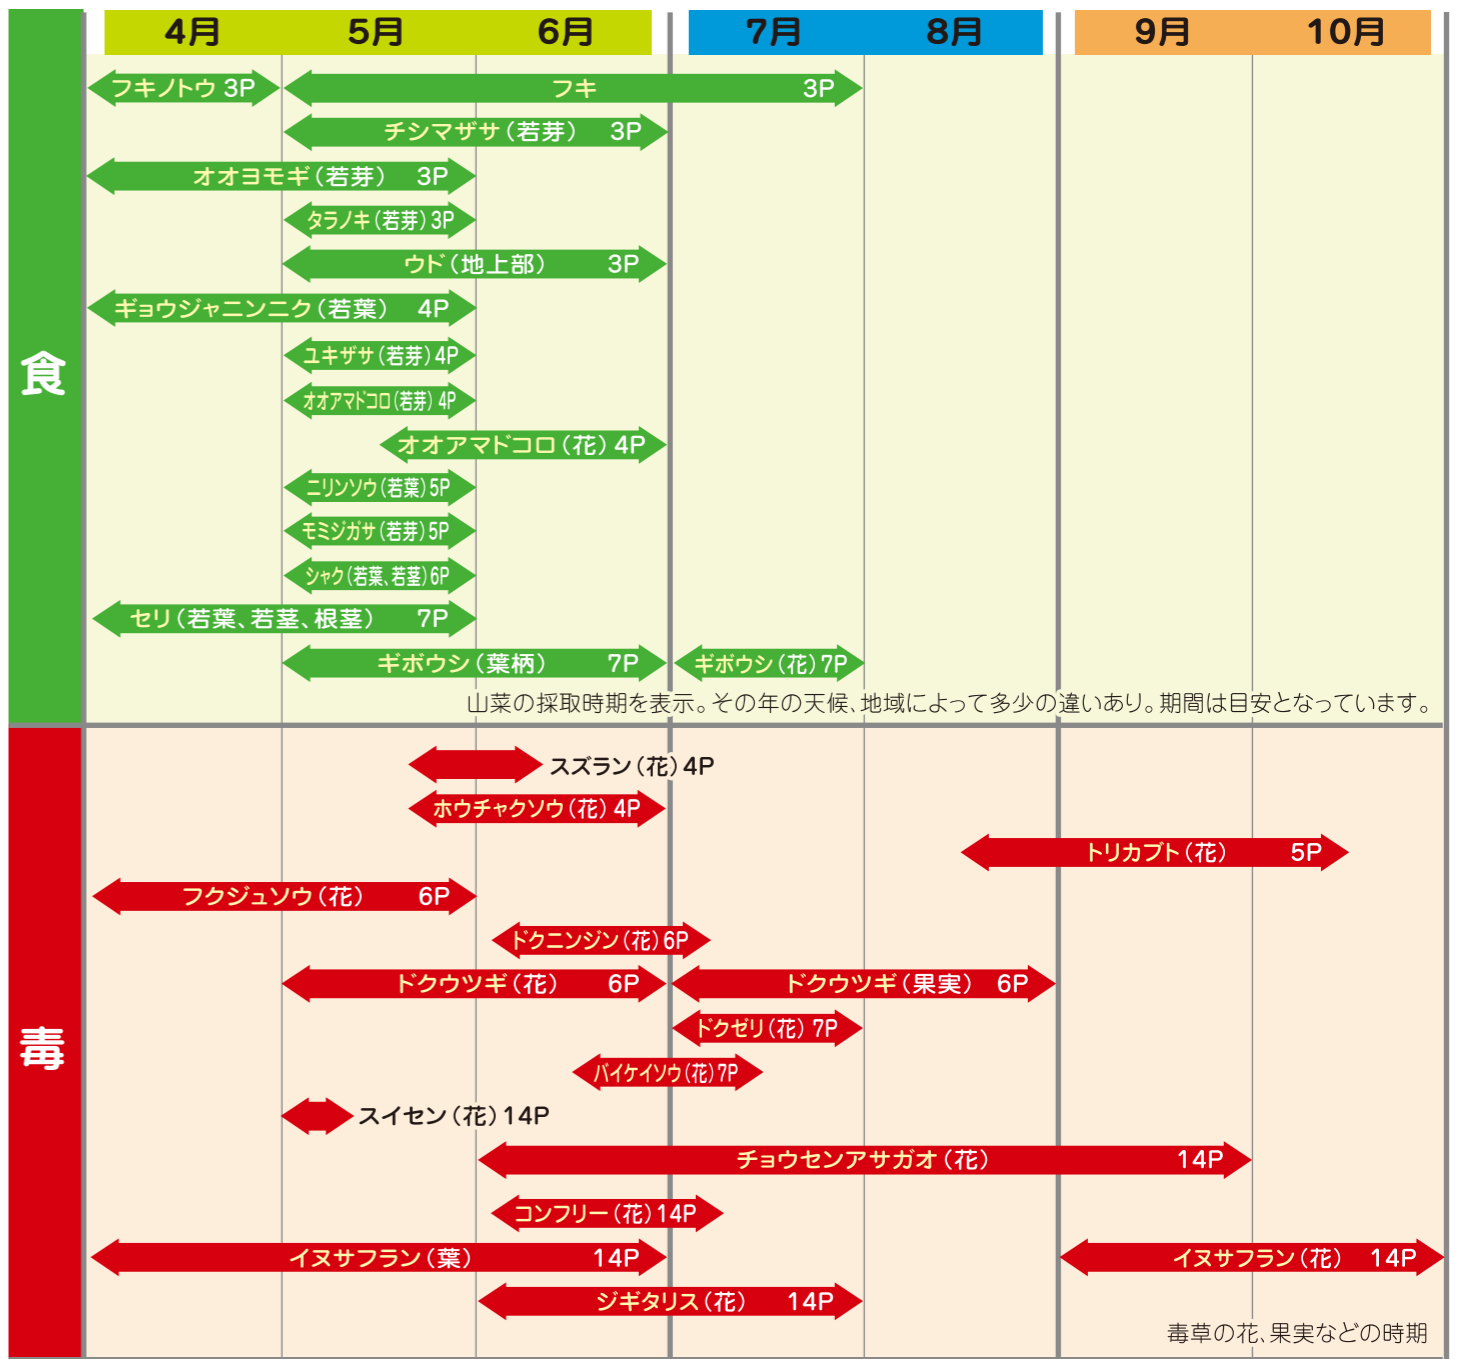 4月 5月 6月 7月 8月 9月 10月
食
フキノトウ 3P フキ 3P
チシマザサ（若芽） 3P
オオヨモギ（若芽） 3P
タラノキ（若芽）3P
ウド（地上部） 3P
ギョウジャニンニク（若葉） 4P
ユキザサ（若芽）4P
オオアマドコロ（若芽）4P
オオアマドコロ（花）4P
ニリンソウ（若葉）5P
モミジガサ（若芽）5P
シャク（若葉、若茎）6P
セリ（若葉、若茎、根茎） 7P
ギボウシ（葉柄） 7P ギボウシ（花）7P
山菜の採取時期を表示。その年の天候、地域によって多少の違いあり。期間は目安となっています。
毒
スズラン（花）4P
ホウチャクソウ（花）4P
トリカブト（花） 5P
フクジュソウ（花） 6P
ドクニンジン（花）6P
ドクウツギ（花） 6P ドクウツギ（果実） 6P
ドクゼリ（花）7P
バイケイソウ（花）7P
スイセン（花）14P
チョウセンアサガオ（花） 14P
コンフリー（花）14P
イヌサフラン（葉） 14P イヌサフラン（花） 14P
ジギタリス（花） 14P
毒草の花、果実などの時期